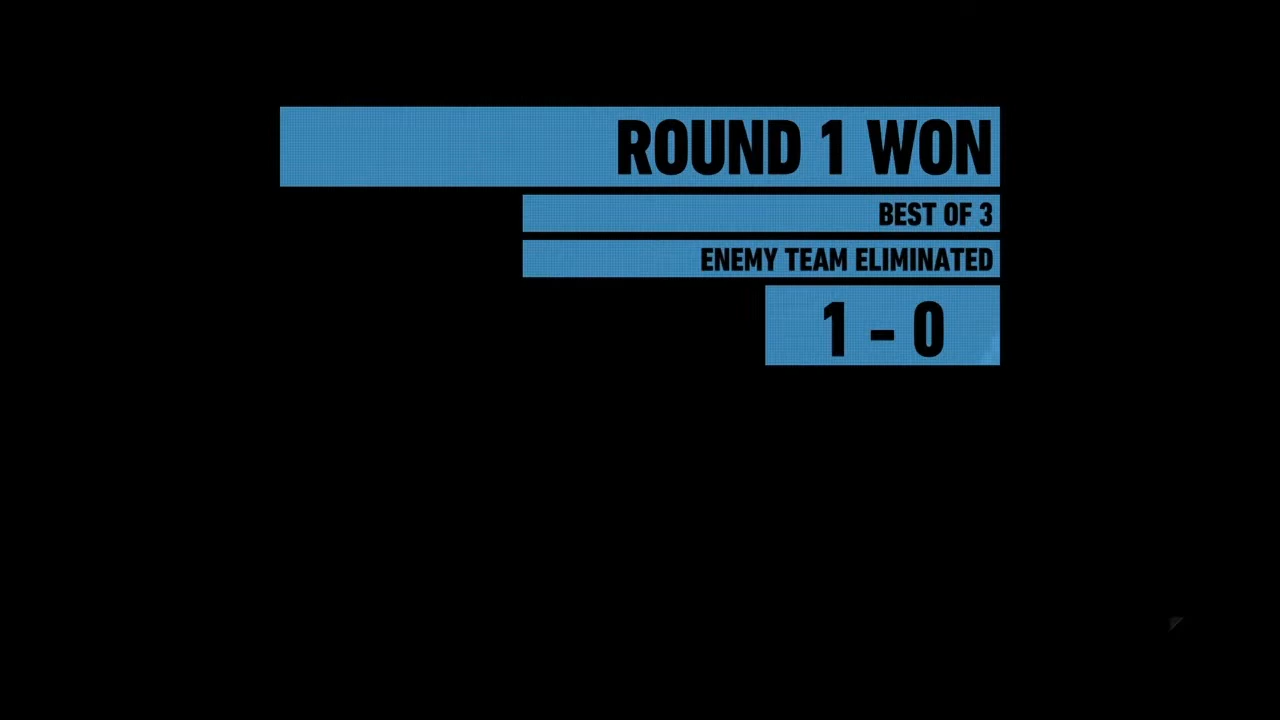 ROUND 1 WON
BEST OF 3
ENEMY TEAM ELIMINATED
1 - 0